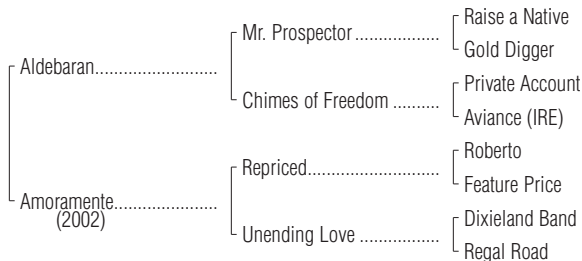 Raise a Native
Mr. Prospector ..................
Gold Digger
Aldebaran..........................
Private Account
Chimes of Freedom ..........
Aviance (IRE)
Roberto
Repriced............................
Feature Price
Amoramente......................
(2002)
Dixieland Band
Unending Love .................
Regal Road